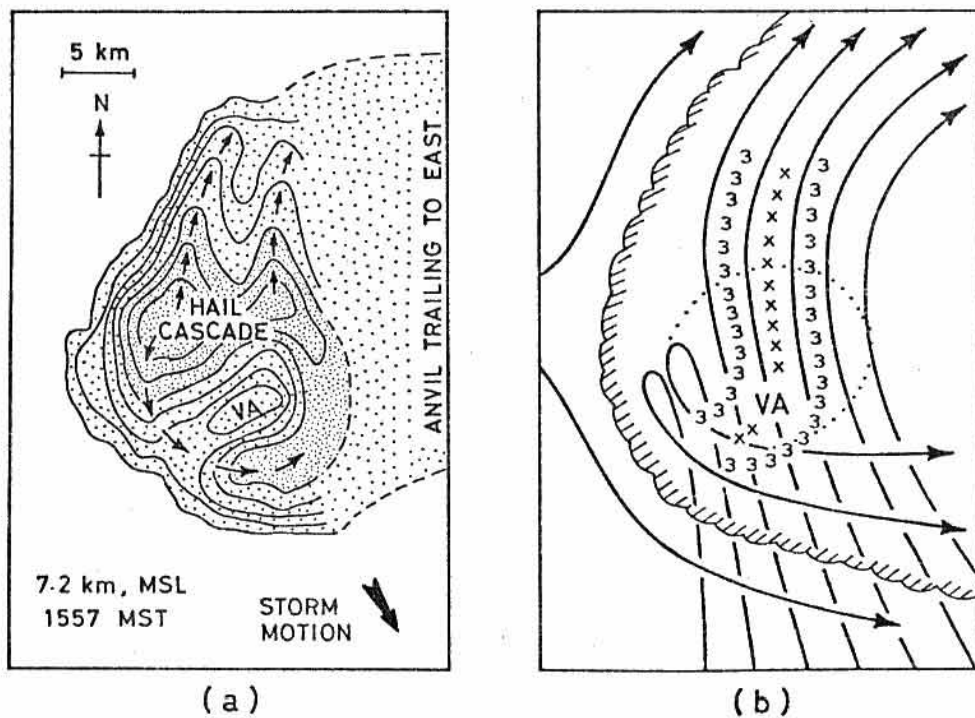 5 km
N
HAIL
CASCADE
VA
ANVIL TRAILING TO EAST
7.2 km, MSL
1557 MST
STORM
MOTION
(a)
VA
(b)